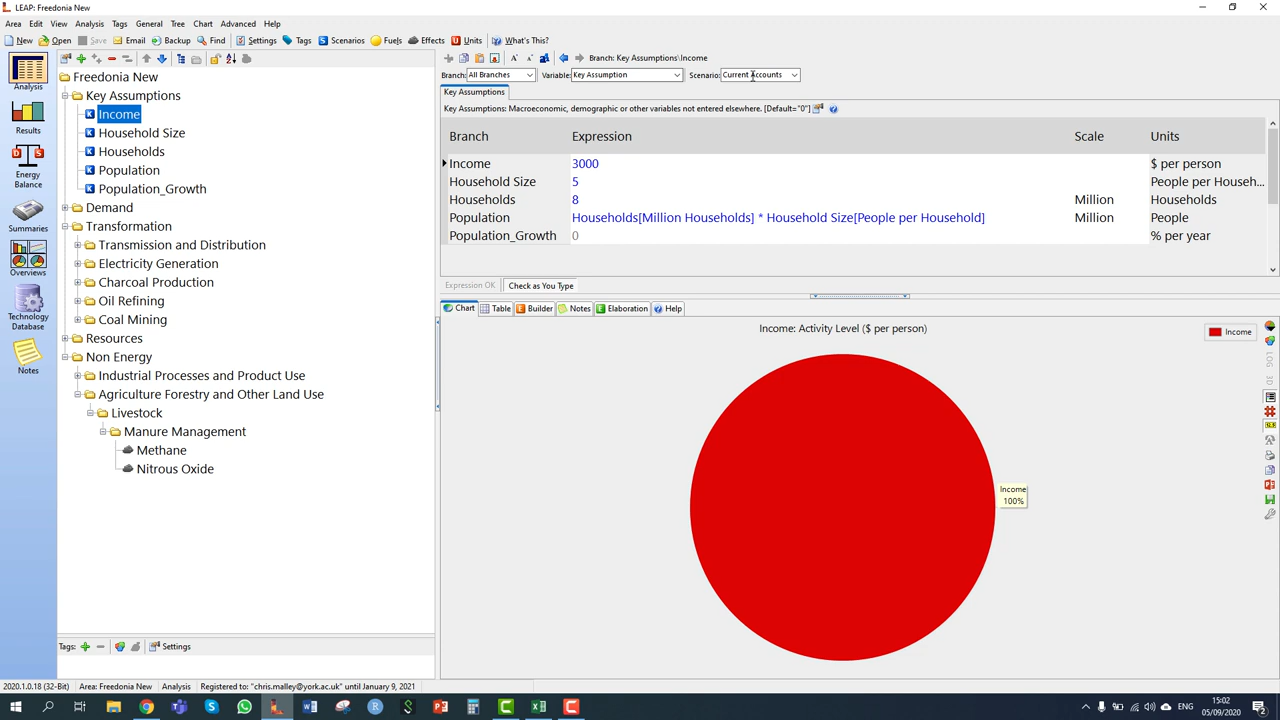 LEAP: Freedonia New
Area Edit View Analysis Tags General Tree Chart Advanced Help
New Open Save Email Backup Find Settings Tags Scenarios Fuels Effects Units What's This?
Analysis
Results
Energy
Balance
Summaries
Overviews
Technology
Database
Notes
Freedonia New
Key Assumptions
Income
Household Size
Households
Population
Population_Growth
Demand
Transformation
Transmission and Distribution
Electricity Generation
Charcoal Production
Oil Refining
Coal Mining
Resources
Non Energy
Industrial Processes and Product Use
Agriculture Forestry and Other Land Use
Livestock
Manure Management
Methane
Nitrous Oxide
Tags: Settings
Branch: Key Assumptions\Income
Branch: All Branches Variable: Key Assumption Scenario: Current Accounts
Key Assumptions
Key Assumptions: Macroeconomic, demographic or other variables not entered elsewhere. [Default="0"]
Branch Expression Scale Units
Income 3000 $ per person
Household Size 5 People per Househ...
Households 8 Million Households
Population Households[Million Households] * Household Size[People per Household] Million People
Population_Growth 0 % per year
Expression OK Check as You Type
Chart Table Builder Notes Elaboration Help
Income: Activity Level ($ per person)
Income
Income
100%
LOG
3D
2020.1.0.18 (32-Bit) Area: Freedonia New Analysis Registered to: "chris.malley@york.ac.uk" until January 9, 2021
ENG
15:02
05/09/2020